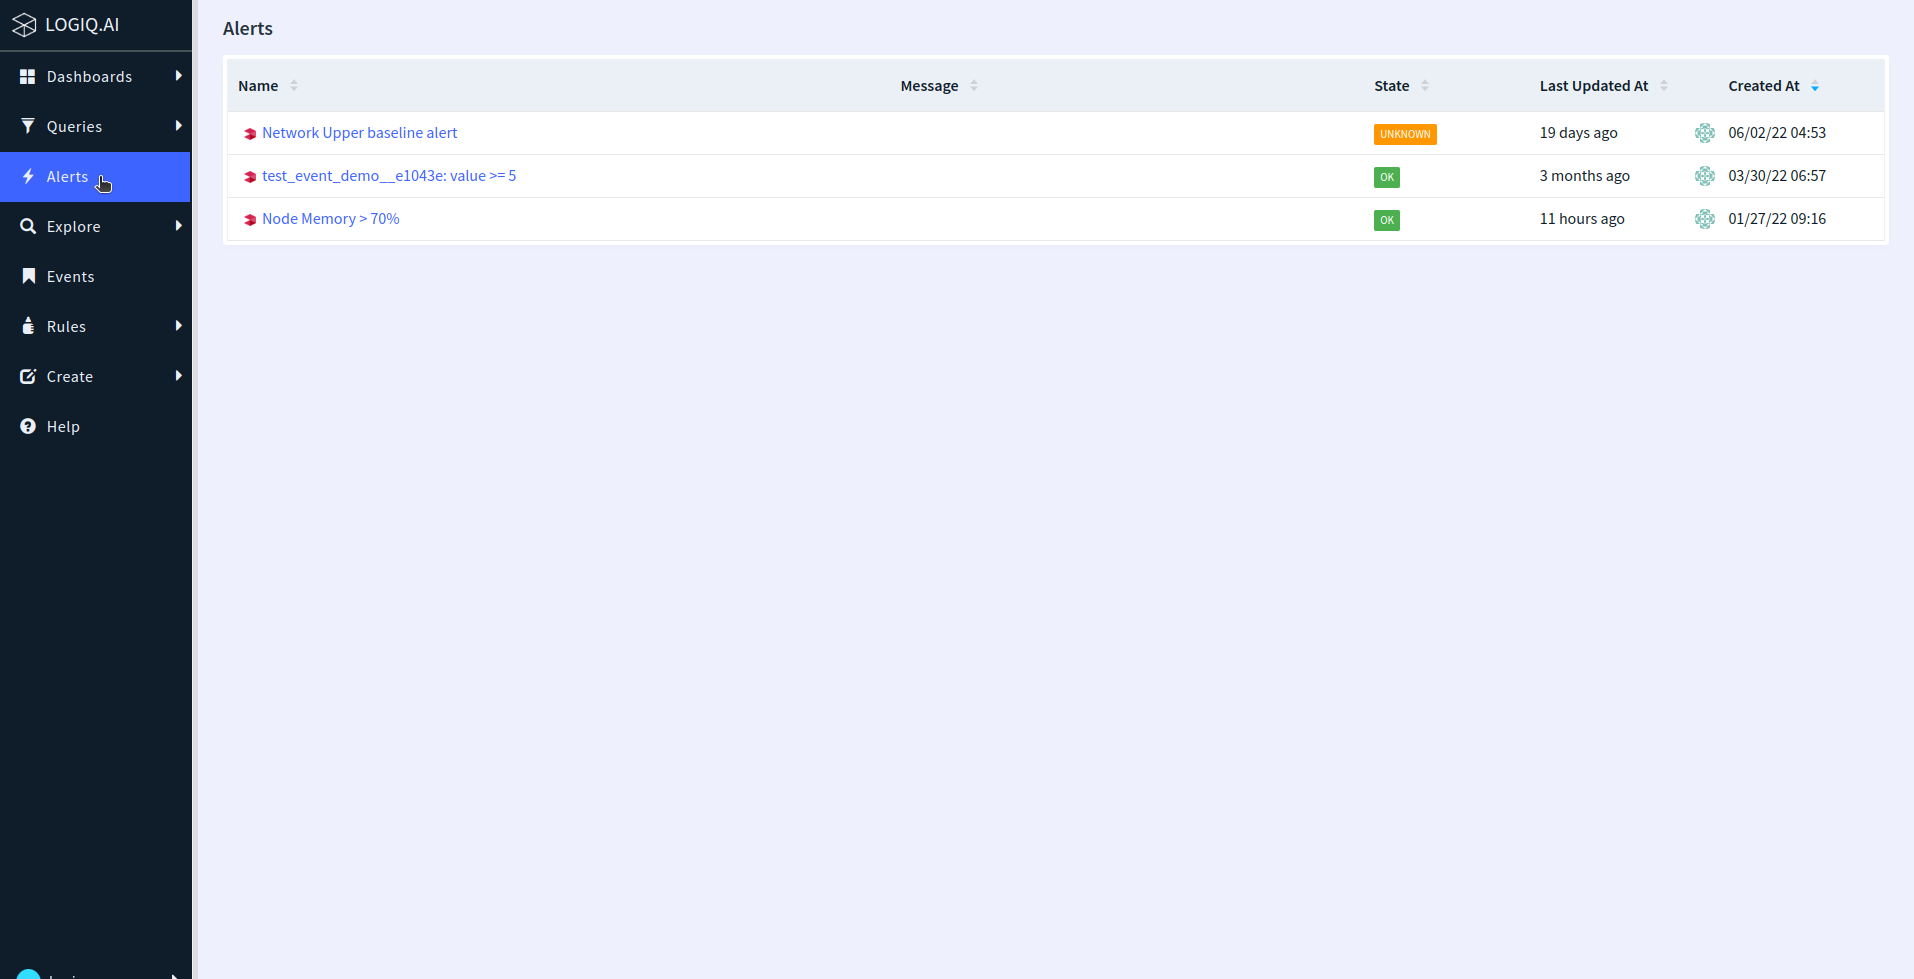 LOGIQ.AI
Dashboards
Queries
Alerts
Explore
Events
Rules
Create
Help
Alerts
Name Message State Last Updated At Created At
Network Upper baseline alert UNKNOWN 19 days ago 06/02/22 04:53
test_event_demo__e1043e: value >= 5 OK 3 months ago 03/30/22 06:57
Node Memory > 70% OK 11 hours ago 01/27/22 09:16